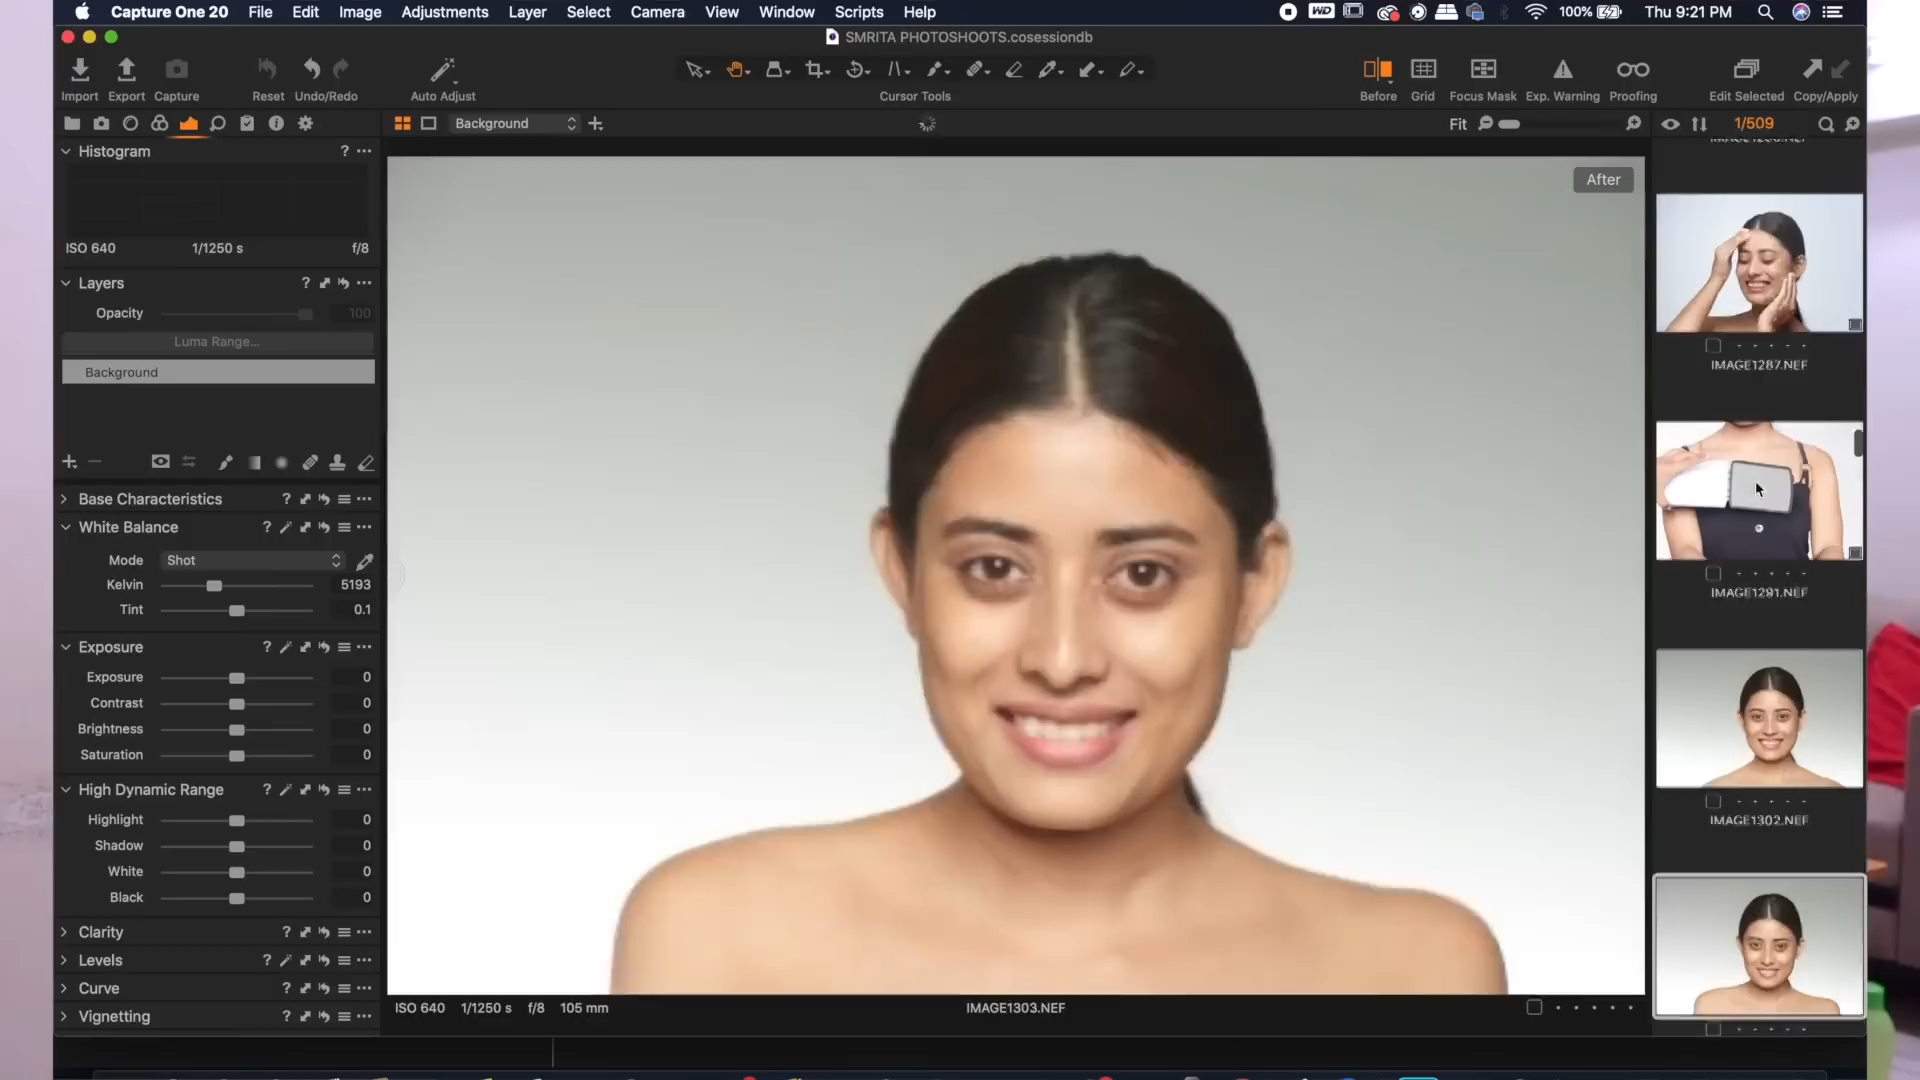 Capture One 20 File Edit Image Adjustments Layer Select Camera View Window Scripts Help
WD 100% Thu 9:21 PM
SMRITA PHOTOSHOOTS.cosessiondb
Import Export Capture Reset Undo/Redo Auto Adjust Cursor Tools Before Grid Focus Mask Exp. Warning Proofing Edit Selected Copy/Apply
Background Fit 1/509
Histogram ?
ISO 640 1/1250 s f/8
Layers ?
Opacity 100
Luma Range...
Background
Base Characteristics ?
White Balance ?
Mode Shot
Kelvin 5193
Tint 0.1
Exposure ?
Exposure 0
Contrast 0
Brightness 0
Saturation 0
High Dynamic Range ?
Highlight 0
Shadow 0
White 0
Black 0
Clarity ?
Levels ?
Curve ?
Vignetting ?
After
ISO 640 1/1250 s f/8 105 mm IMAGE1303.NEF
IMAGE1287.NEF
IMAGE1291.NEF
IMAGE1302.NEF